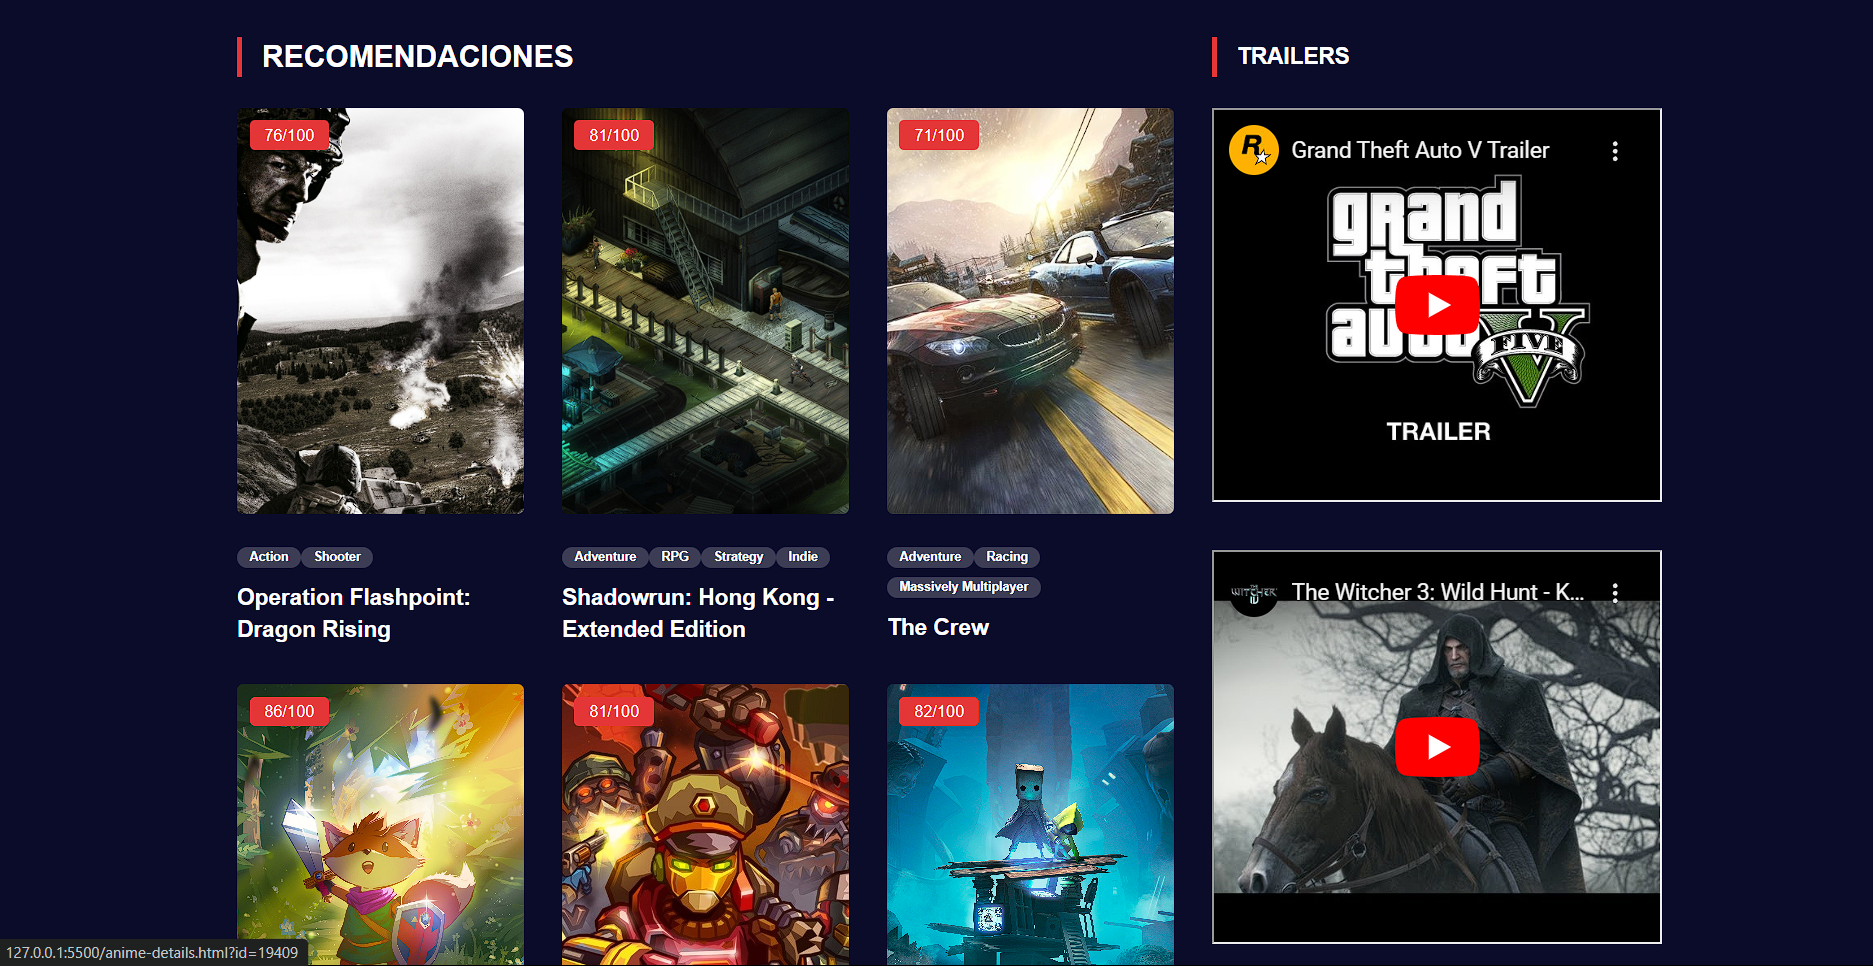 RECOMENDACIONES
76/100
81/100
71/100
Action Shooter
Operation Flashpoint:
Dragon Rising
Adventure RPG Strategy Indie
Shadowrun: Hong Kong -
Extended Edition
Adventure Racing
Massively Multiplayer
The Crew
86/100
81/100
82/100
TRAILERS
R
Grand Theft Auto V Trailer
grand
theft
auto V
FIVE
TRAILER
THE
WITCHER
The Witcher 3: Wild Hunt - K...
127.0.0.1:5500/anime-details.html?id=19409